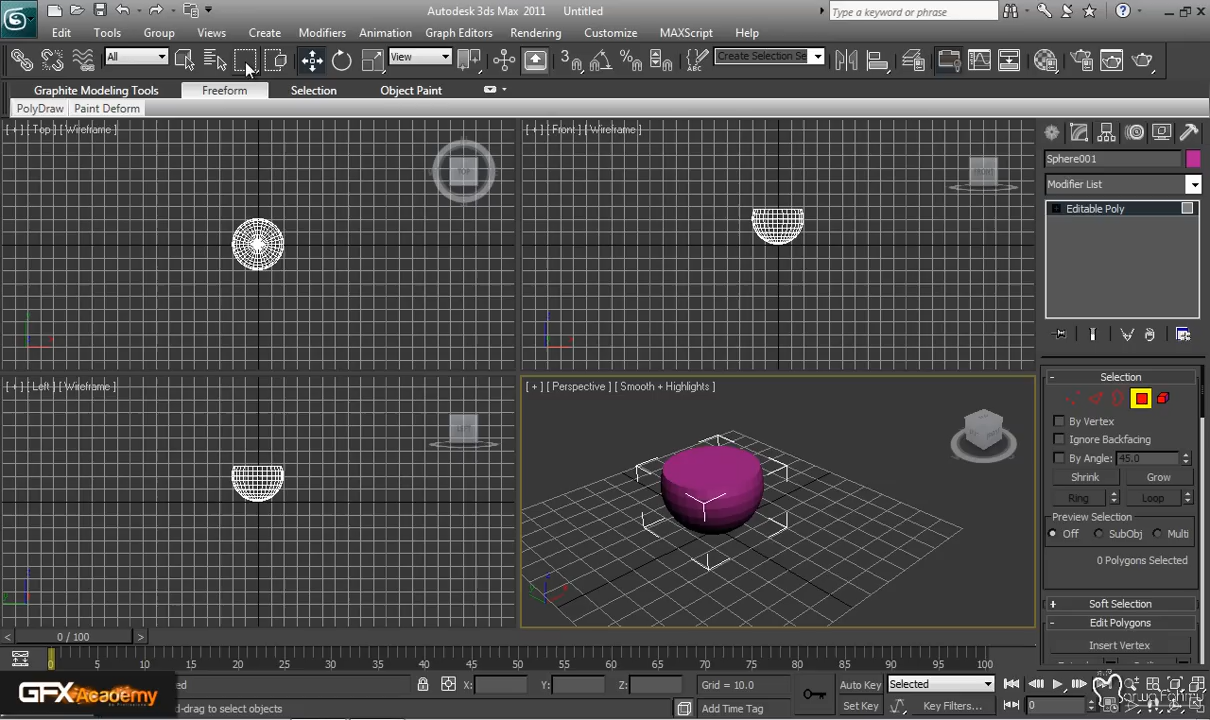 Autodesk 3ds Max 2011 Untitled
Type a keyword or phrase
Edit Tools Group Views Create Modifiers Animation Graph Editors Rendering Customize MAXScript Help
All View Create Selection Se
Graphite Modeling Tools Freeform Selection Object Paint
PolyDraw Paint Deform
[ + ] [ Top ] [ Wireframe ]
[ + ] [ Front ] [ Wireframe ]
TOP
FRONT
Sphere001
Modifier List
Editable Poly
[ + ] [ Left ] [ Wireframe ]
[ + ] [ Perspective ] [ Smooth + Highlights ]
LEFT
Selection
By Vertex
Ignore Backfacing
By Angle: 45.0
Shrink Grow
Ring Loop
Preview Selection
Off SubObj Multi
0 Polygons Selected
Soft Selection
Edit Polygons
Insert Vertex
0 / 100
0 5 10 15 20 25 30 35 40 45 50 55 60 65 70 75 80 85 90 95 100
X: Y: Z: Grid = 10.0
Auto Key Selected
Add Time Tag
Set Key Key Filters... 0
GFXAcademy